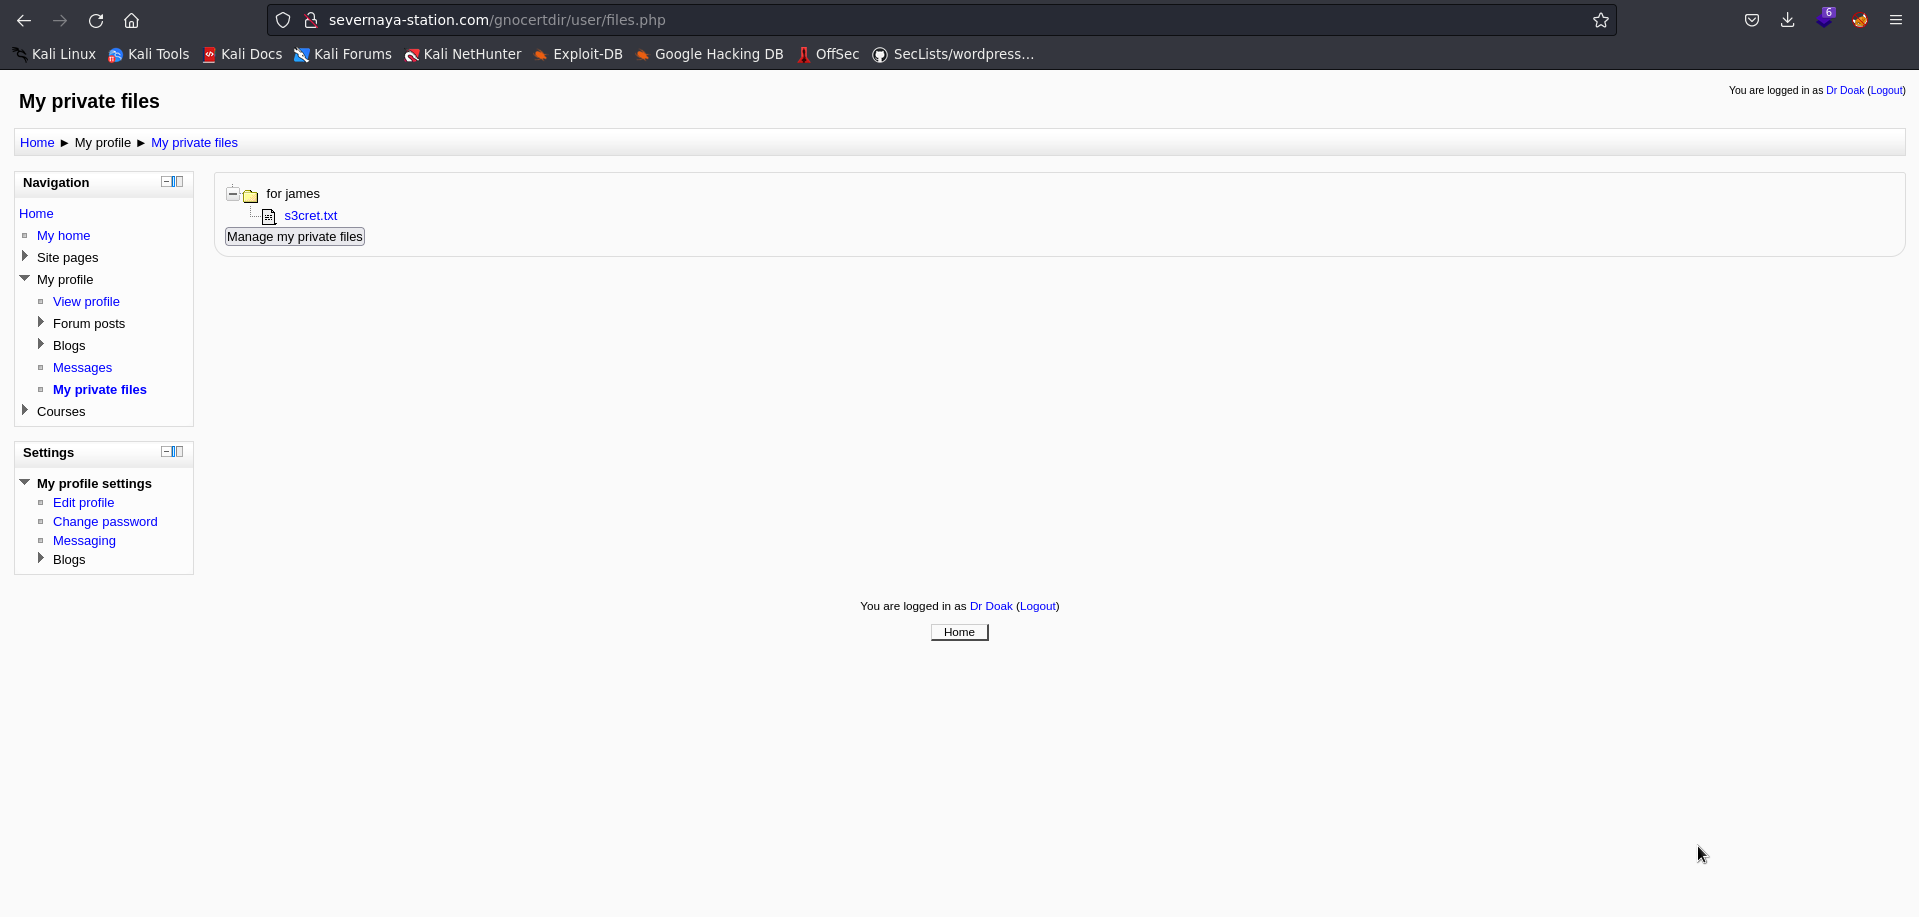 severnaya-station.com/gnocertdir/user/files.php
6
Kali Linux Kali Tools Kali Docs Kali Forums Kali NetHunter Exploit-DB Google Hacking DB OffSec SecLists/wordpress...
My private files
You are logged in as Dr Doak (Logout)
Home ► My profile ► My private files
Navigation
Home
My home
Site pages
My profile
View profile
Forum posts
Blogs
Messages
My private files
Courses
for james
s3cret.txt
Manage my private files
Settings
My profile settings
Edit profile
Change password
Messaging
Blogs
You are logged in as Dr Doak (Logout)
Home